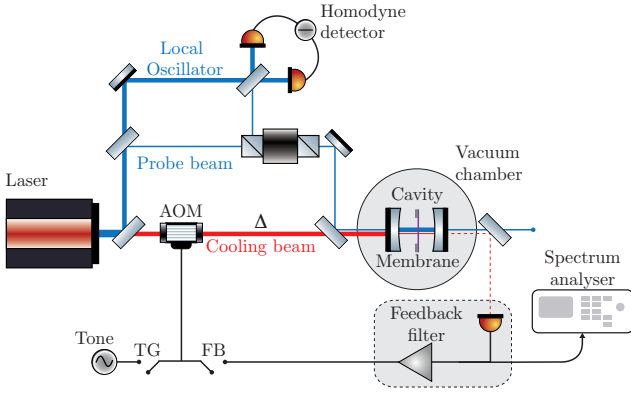 Homodyne
detector
Local
Oscillator
Probe beam
Vacuum
chamber
Laser
AOM
Δ
Cooling beam
Cavity
Membrane
Spectrum
analyser
Feedback
filter
Tone
TG
FB